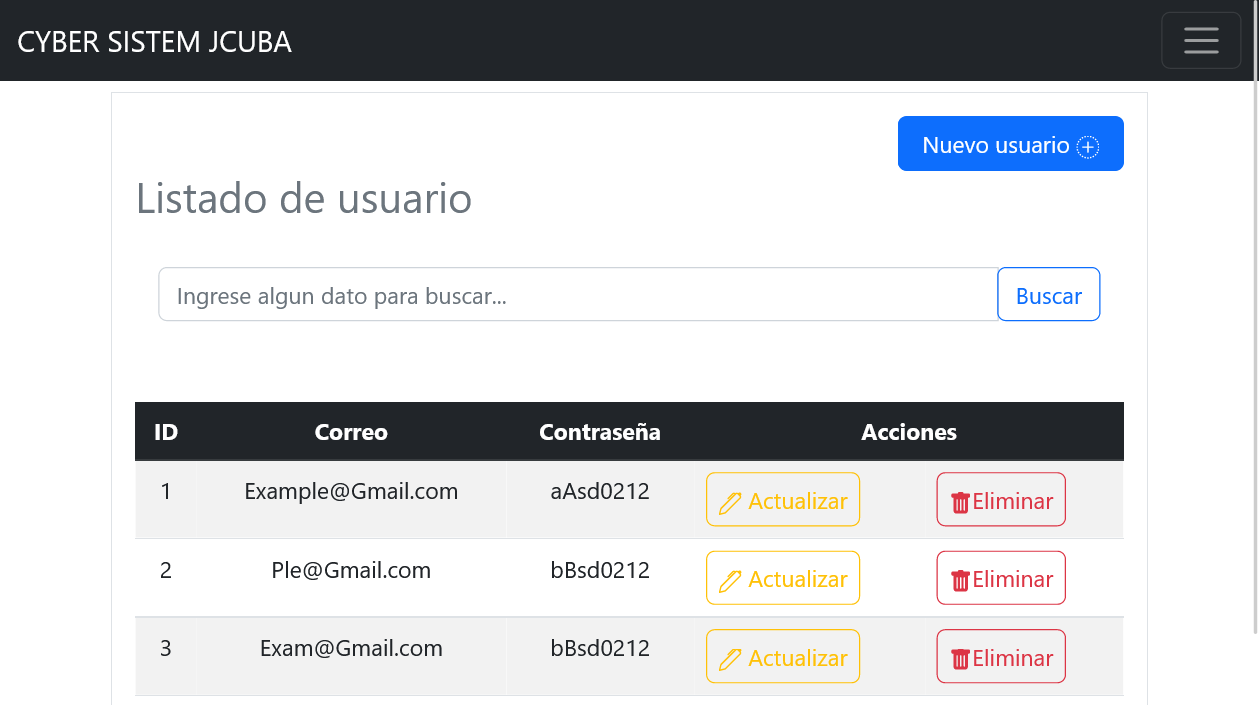 CYBER SISTEM JCUBA
Nuevo usuario
Listado de usuario
Ingrese algun dato para buscar... Buscar
ID Correo Contraseña Acciones
1 Example@Gmail.com aAsd0212 Actualizar Eliminar
2 Ple@Gmail.com bBsd0212 Actualizar Eliminar
3 Exam@Gmail.com bBsd0212 Actualizar Eliminar